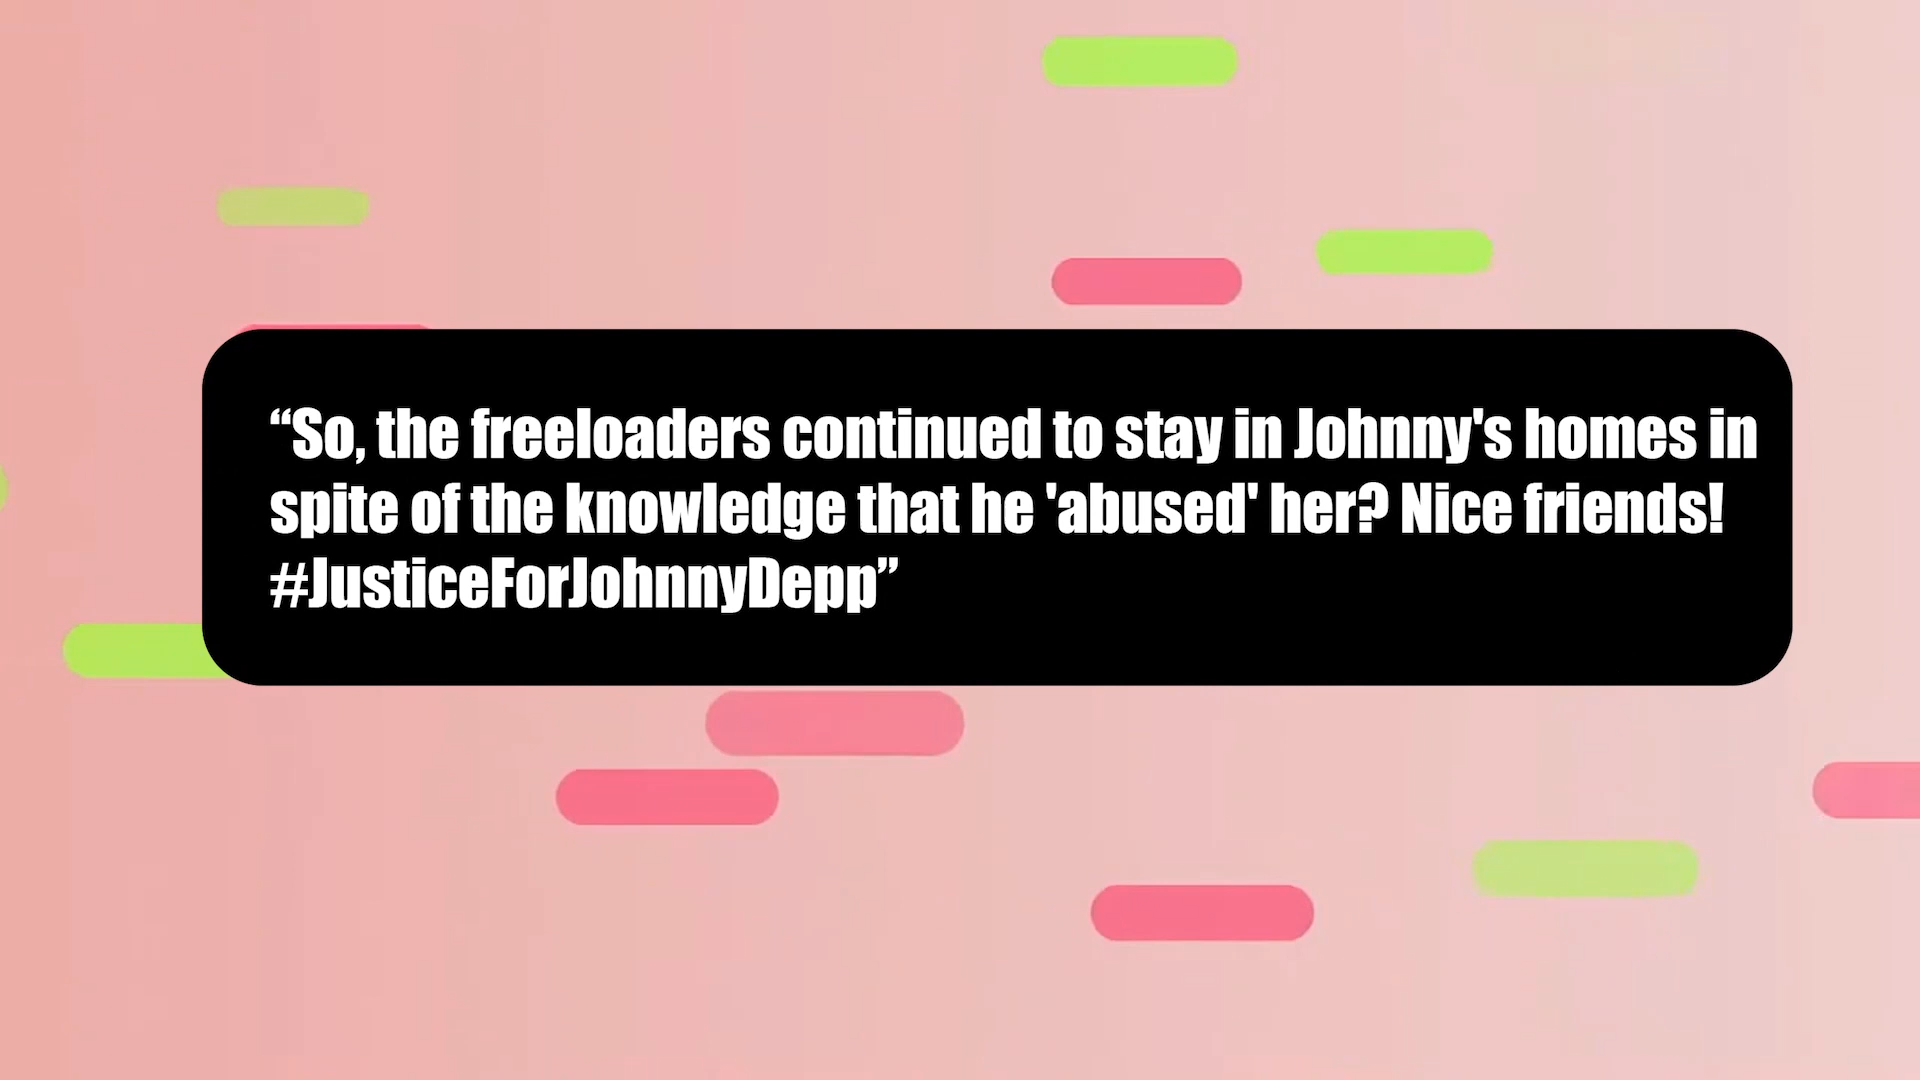 “So, the freeloaders continued to stay in Johnny's homes in
spite of the knowledge that he 'abused' her? Nice friends!
#JusticeForJohnnyDepp”